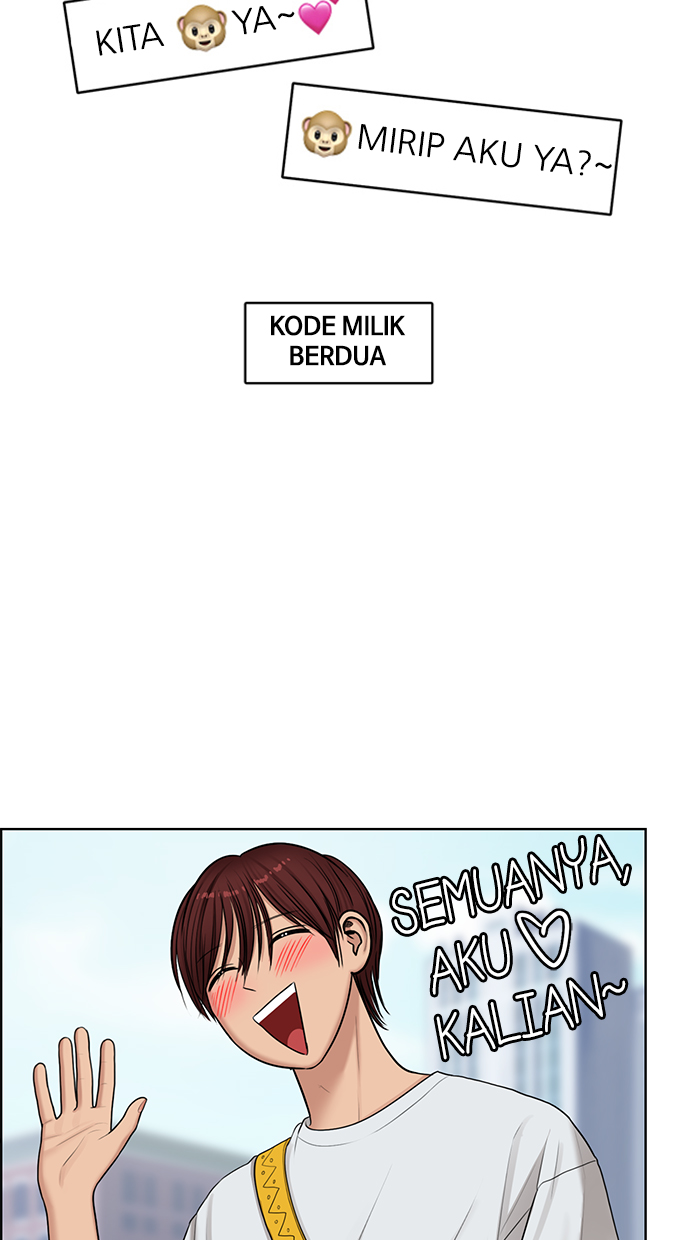 KITA 🐵 YA~💕
🐵MIRIP AKU YA?~
KODE MILIK
BERDUA
SEMUANYA,
AKU ♡
KALIAN~